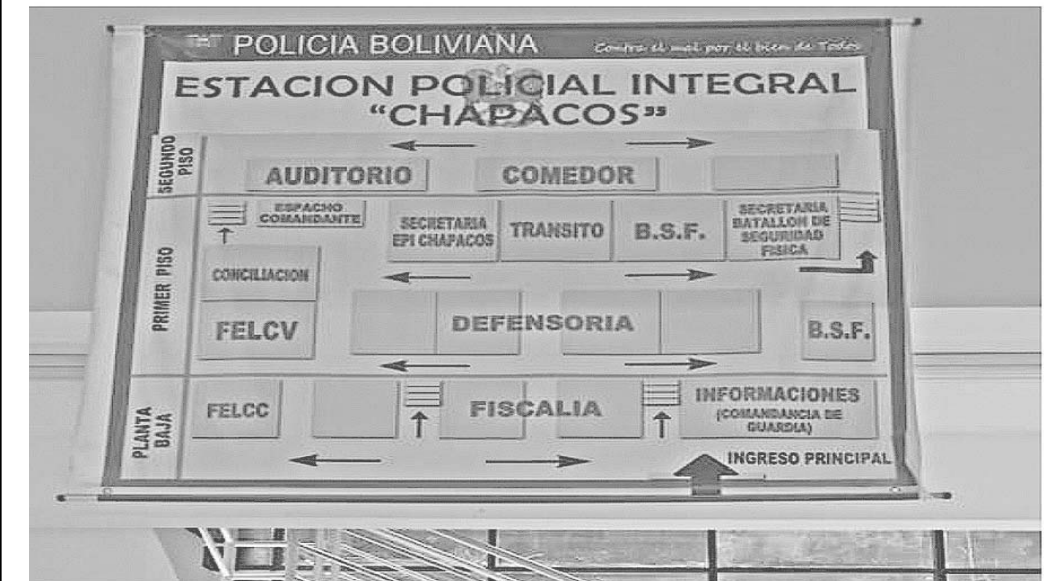 POLICIA BOLIVIANA
Contra el mal por el bien de Todos
ESTACION POLICIAL INTEGRAL
“CHAPACOS”
SEGUNDO
PISO
AUDITORIO
COMEDOR
PRIMER PISO
ESPACHO
COMANDANTE
SECRETARIA
EPI CHAPACOS
TRANSITO
B.S.F.
SECRETARIA
BATALLON DE
SEGURIDAD
FISICA
CONCILIACION
FELCV
DEFENSORIA
B.S.F.
PLANTA
BAJA
FELCC
FISCALIA
INFORMACIONES
(COMANDANCIA DE
GUARDIA)
INGRESO PRINCIPAL